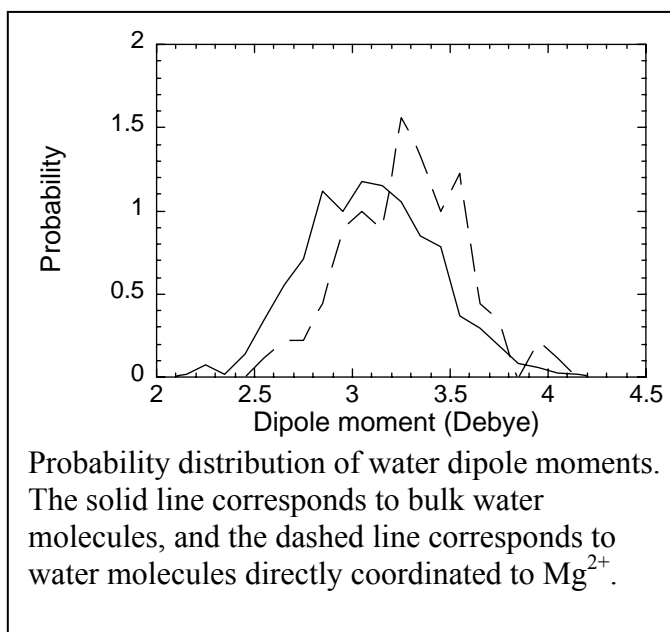 2
1.5
Probability
1
0.5
0
2 2.5 3 3.5 4 4.5
Dipole moment (Debye)
Probability distribution of water dipole moments.
The solid line corresponds to bulk water
molecules, and the dashed line corresponds to
water molecules directly coordinated to Mg²⁺.